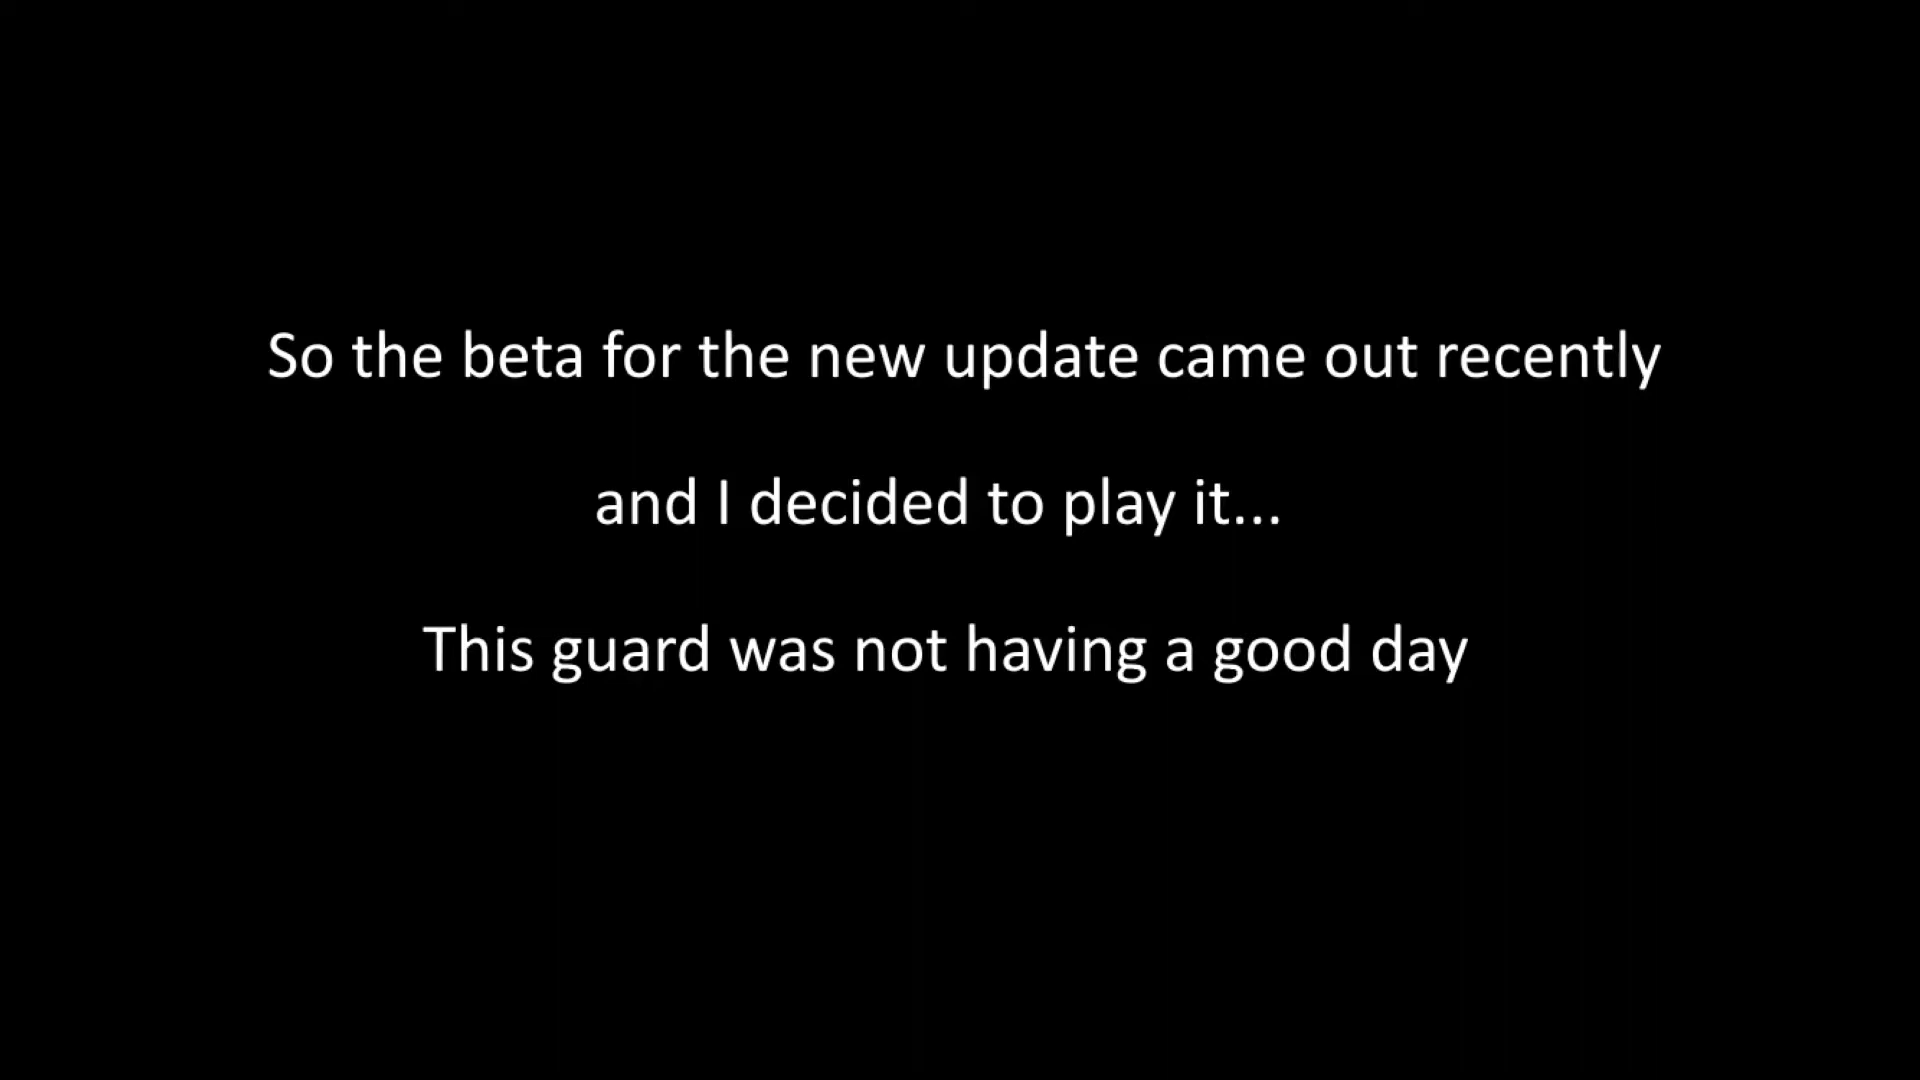 So the beta for the new update came out recently
and I decided to play it...
This guard was not having a good day